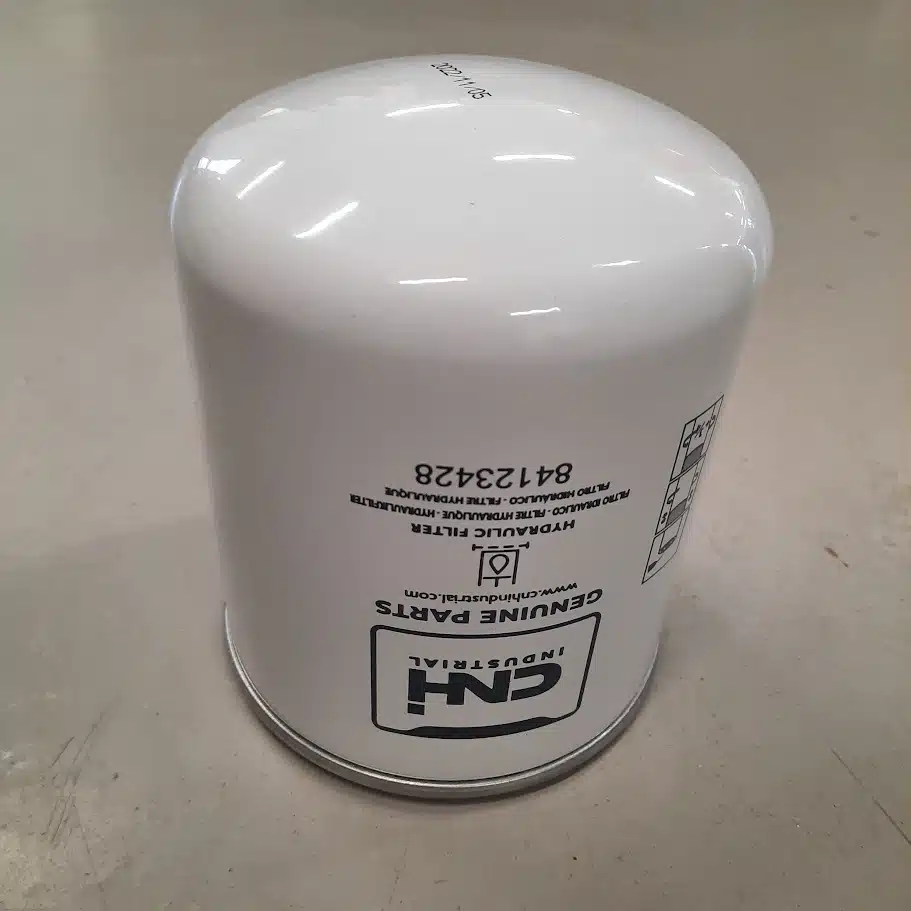 2022/11/05
CNH
INDUSTRIAL
GENUINE PARTS
www.cnhindustrial.com
HYDRAULIC FILTER
FILTRO IDRAULICO - FILTRE HYDRAULIQUE - HYDRAULIKFILTER
FILTRO HIDRAULICO - FILTRE HYDRAULIQUE
84123428